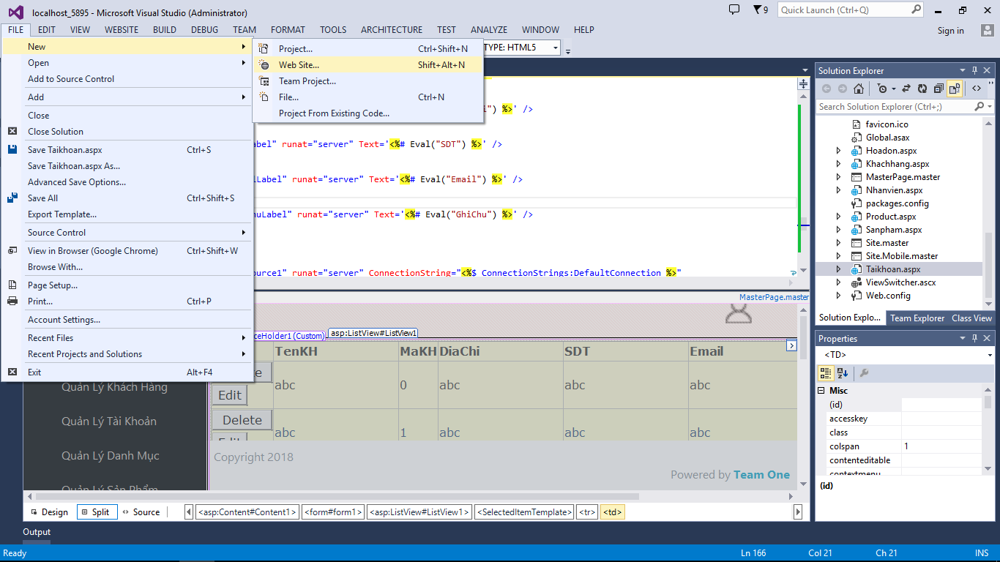 localhost_5895 - Microsoft Visual Studio (Administrator)
9
Quick Launch (Ctrl+Q)
FILE EDIT VIEW WEBSITE BUILD DEBUG TEAM FORMAT TOOLS ARCHITECTURE TEST ANALYZE WINDOW HELP
Sign in
New
Open
Add to Source Control
Add
Close
Close Solution
Save Taikhoan.aspx Ctrl+S
Save Taikhoan.aspx As...
Advanced Save Options...
Save All Ctrl+Shift+S
Export Template...
Source Control
View in Browser (Google Chrome) Ctrl+Shift+W
Browse With...
Page Setup...
Print... Ctrl+P
Account Settings...
Recent Files
Recent Projects and Solutions
Exit Alt+F4
Project... Ctrl+Shift+N
Web Site... Shift+Alt+N
Team Project...
File... Ctrl+N
Project From Existing Code...
TYPE: HTML5
i") %>' />
abel" runat="server" Text='<%# Eval("SDT") %>' />
lLabel" runat="server" Text='<%# Eval("Email") %>' />
huLabel" runat="server" Text='<%# Eval("GhiChu") %>' />
ource1" runat="server" ConnectionString="<%$ ConnectionStrings:DefaultConnection %>"
MasterPage.master
ceHolder1 (Custom) asp:ListView#ListView1
TenKH MaKH DiaChi SDT Email
e
abc 0 abc abc abc
Edit
Delete
abc 1 abc abc abc
Edit
Copyright 2018
Powered by Team One
Quản Lý Khách Hàng
Quản Lý Tài Khoản
Quản Lý Danh Mục
Quản Lý Sản Phẩm
Design Split Source
<asp:Content#Content1> <form#form1> <asp:ListView#ListView1> <SelectedItemTemplate> <tr> <td>
Solution Explorer
Search Solution Explorer (Ctrl+;)
favicon.ico
Global.asax
Hoadon.aspx
Khachhang.aspx
MasterPage.master
Nhanvien.aspx
packages.config
Product.aspx
Sanpham.aspx
Site.master
Site.Mobile.master
Taikhoan.aspx
ViewSwitcher.ascx
Web.config
Solution Explo... Team Explorer Class View
Properties
<TD>
Misc
(id)
accesskey
class
colspan 1
contenteditable
contextmenu
(id)
Output
Ready Ln 166 Col 21 Ch 21 INS